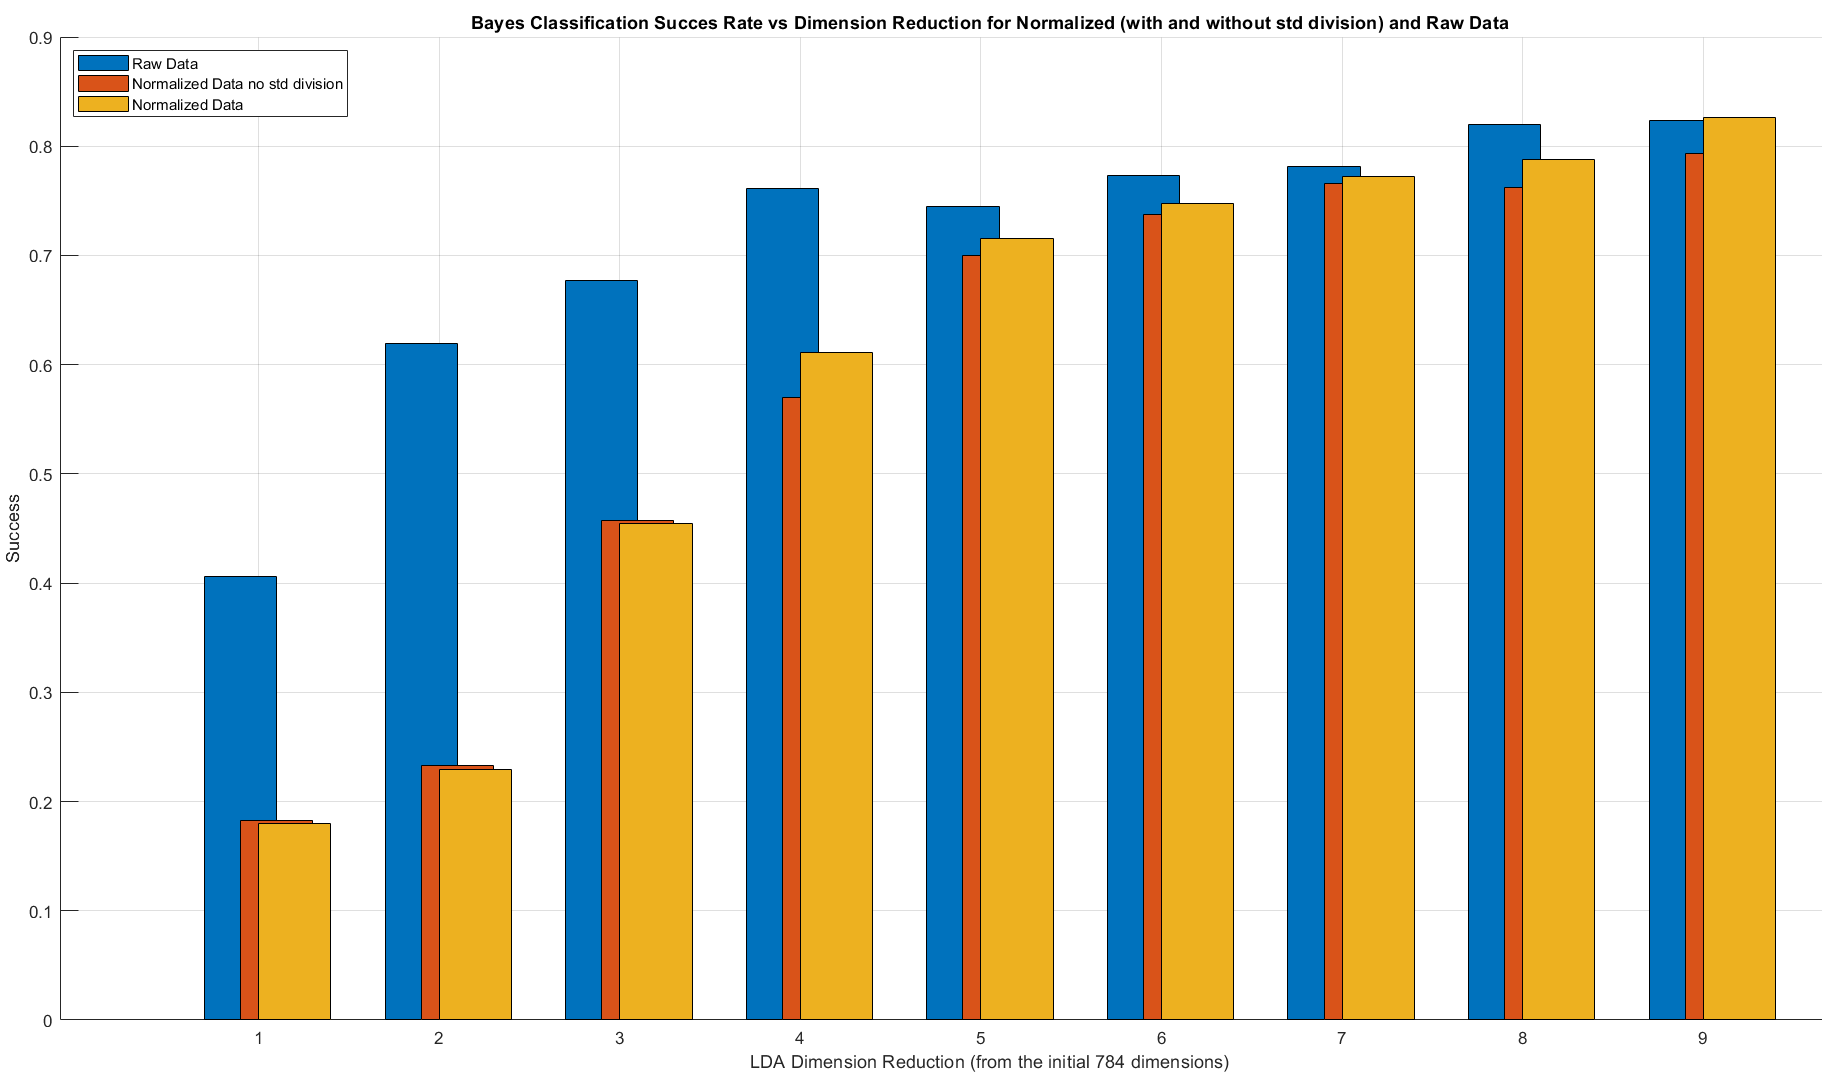 Bayes Classification Succes Rate vs Dimension Reduction for Normalized (with and without std division) and Raw Data
Raw Data
Normalized Data no std division
Normalized Data
0.9
0.8
0.7
0.6
0.5
0.4
0.3
0.2
0.1
0
Success
1 2 3 4 5 6 7 8 9
LDA Dimension Reduction (from the initial 784 dimensions)